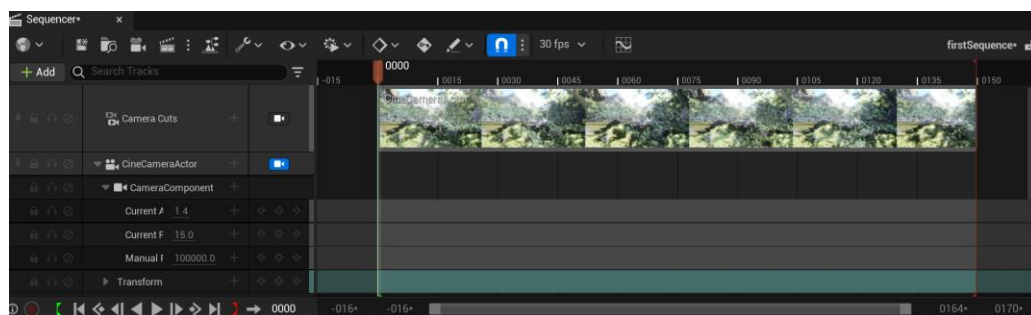 Sequencer*
30 fps
firstSequence*
+ Add
Search Tracks
-015
0000
0015
0030
0045
0060
0075
0090
0105
0120
0135
0150
Camera Cuts
CineCameraActor
CineCameraActor
CameraComponent
Current A 1.4
Current F 15.0
Manual F 100000.0
Transform
0000
-016*
-016*
0164*
0170*